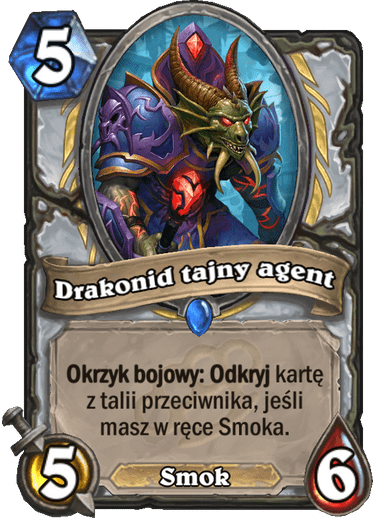 5
Drakonid tajny agent
Okrzyk bojowy: Odkryj kartę
z talii przeciwnika, jeśli
masz w ręce Smoka.
5
Smok
6